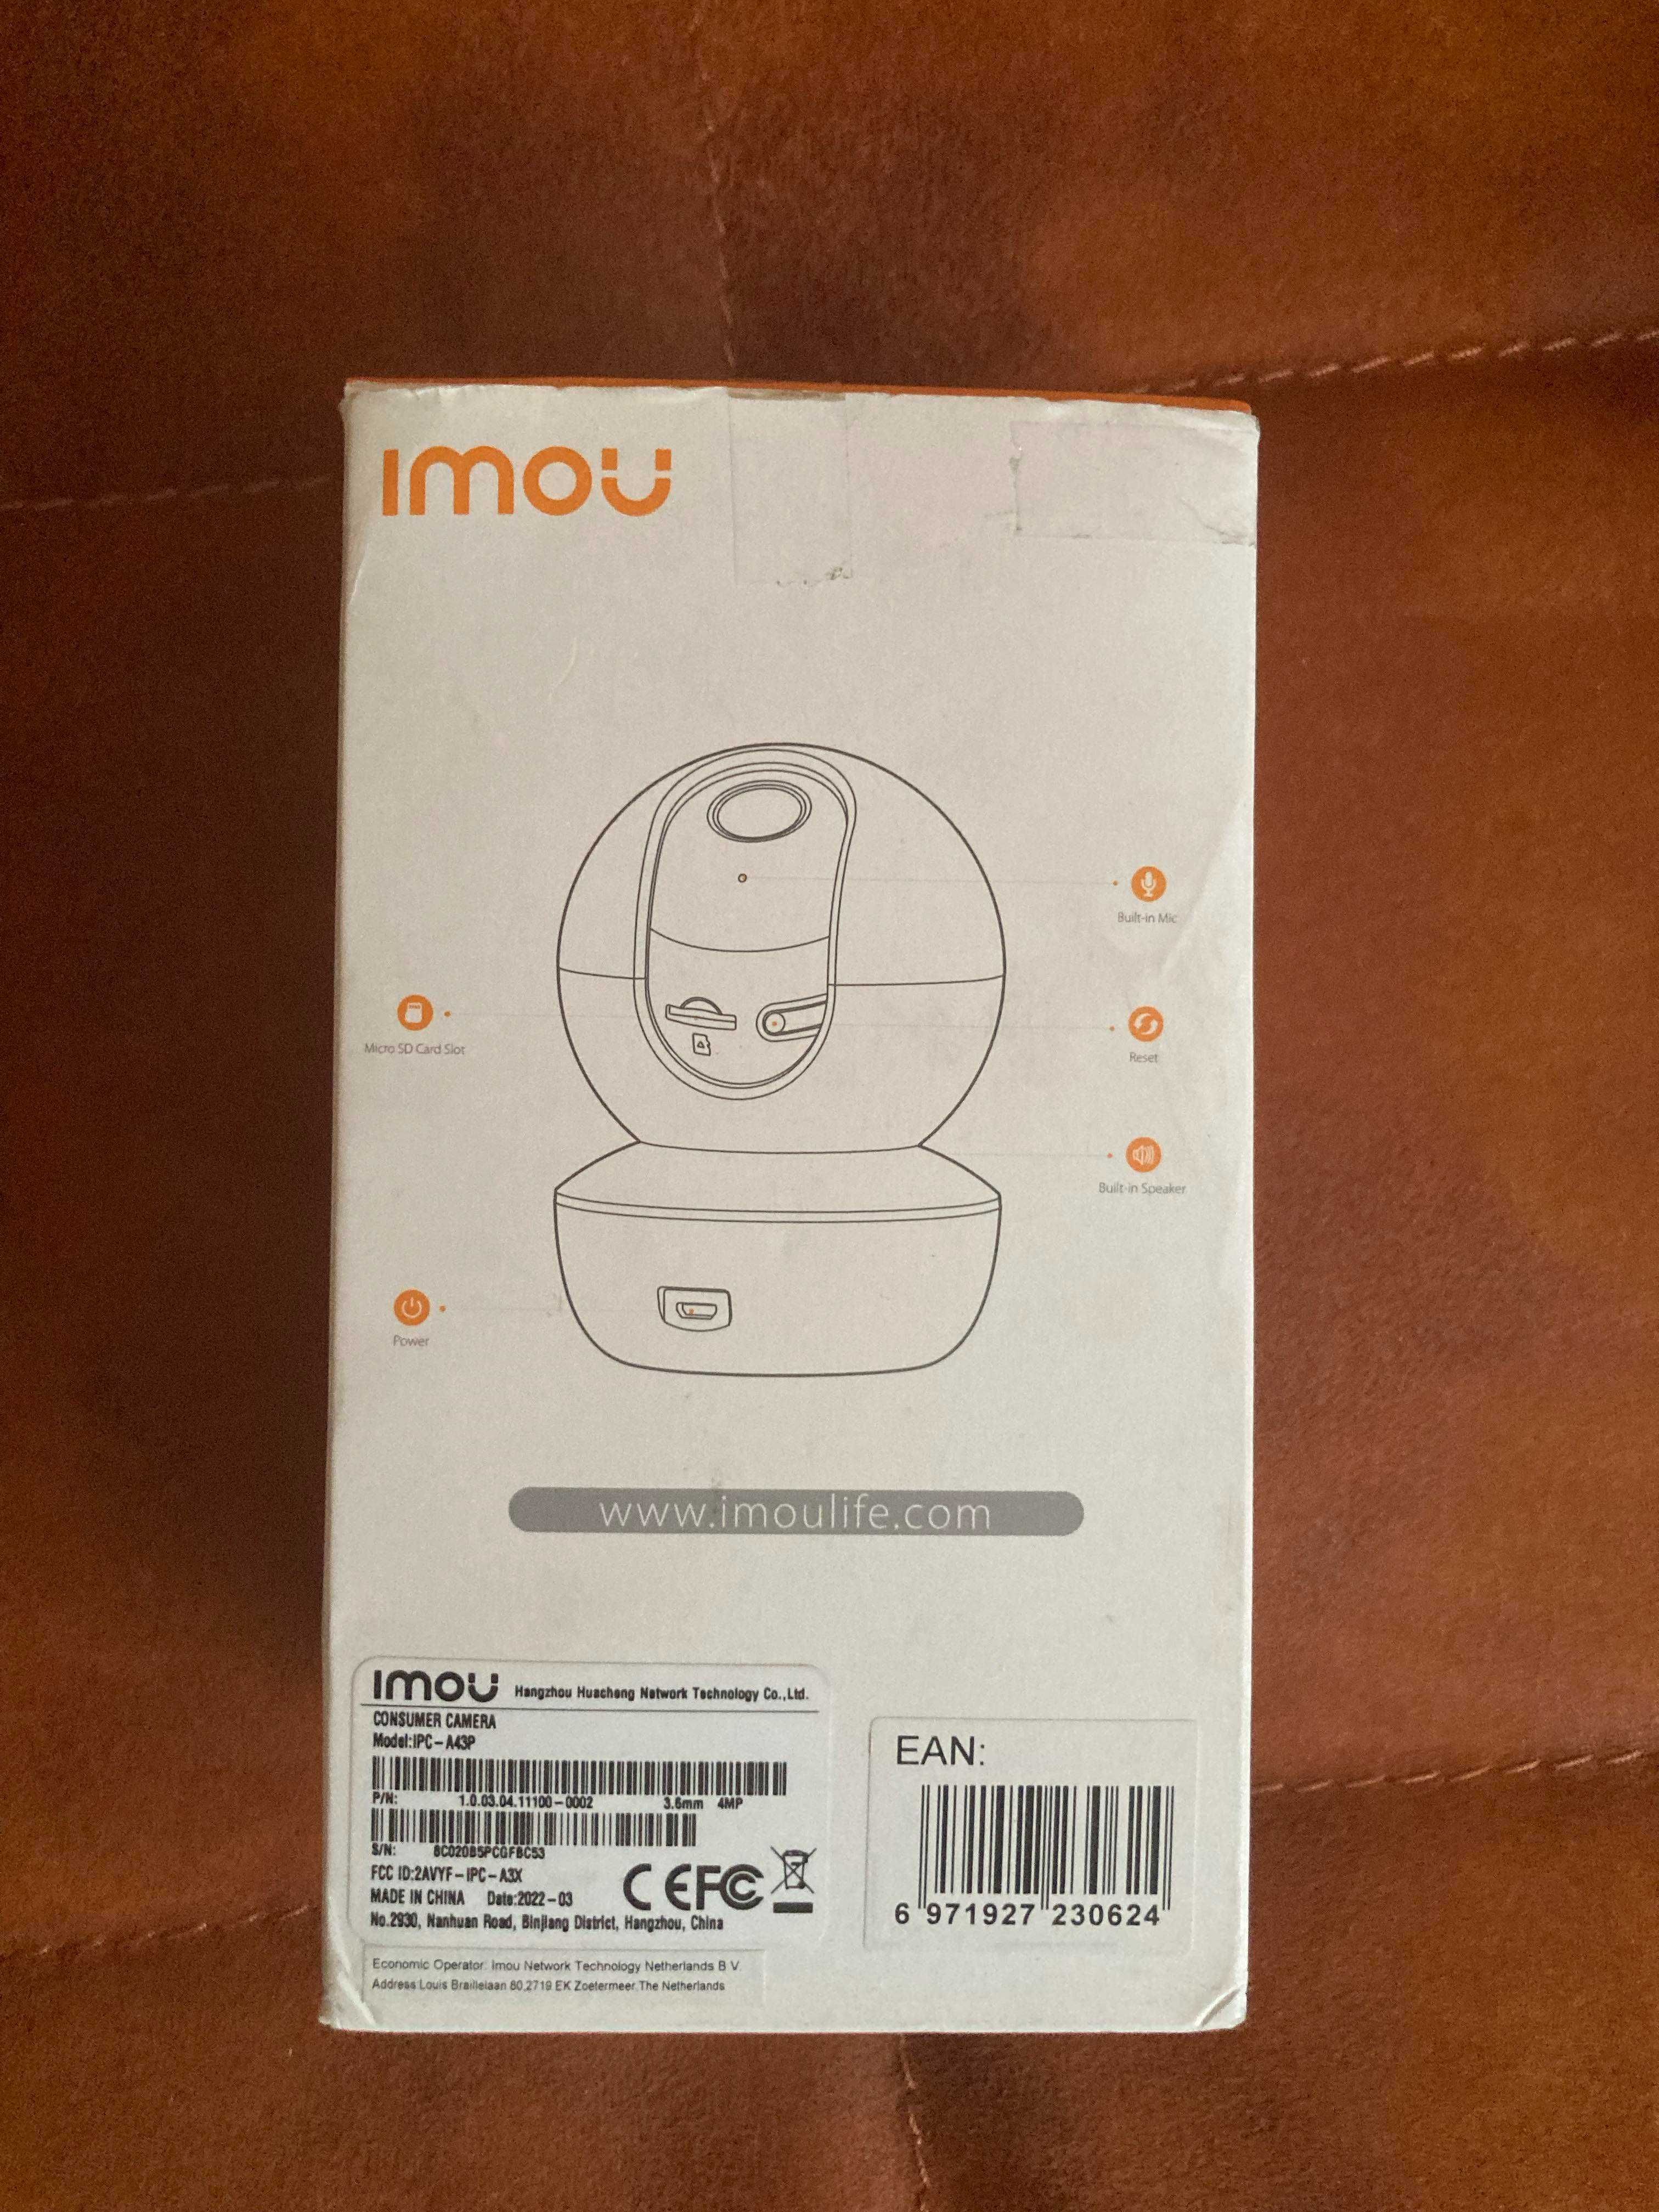 imou
Built-in Mic
Micro SD Card Slot
Reset
Built-in Speaker
Power
www.imoulife.com
imou Hangzhou Huacheng Network Technology Co.,Ltd.
CONSUMER CAMERA
Model:IPC-A43P
P/N: 1.0.03.04.11100-0002 3.6mm 4MP
S/N: 8C020B5PCGFBC53
FCC ID:2AVYF-IPC-A3X
MADE IN CHINA Date:2022-03
CE FC
No.2930, Nanhuan Road, Binjiang District, Hangzhou, China
EAN:
6 971927 230624
Economic Operator: Imou Network Technology Netherlands B V.
Address:Louis Braillelaan 80,2719 EK Zoetermeer,The Netherlands